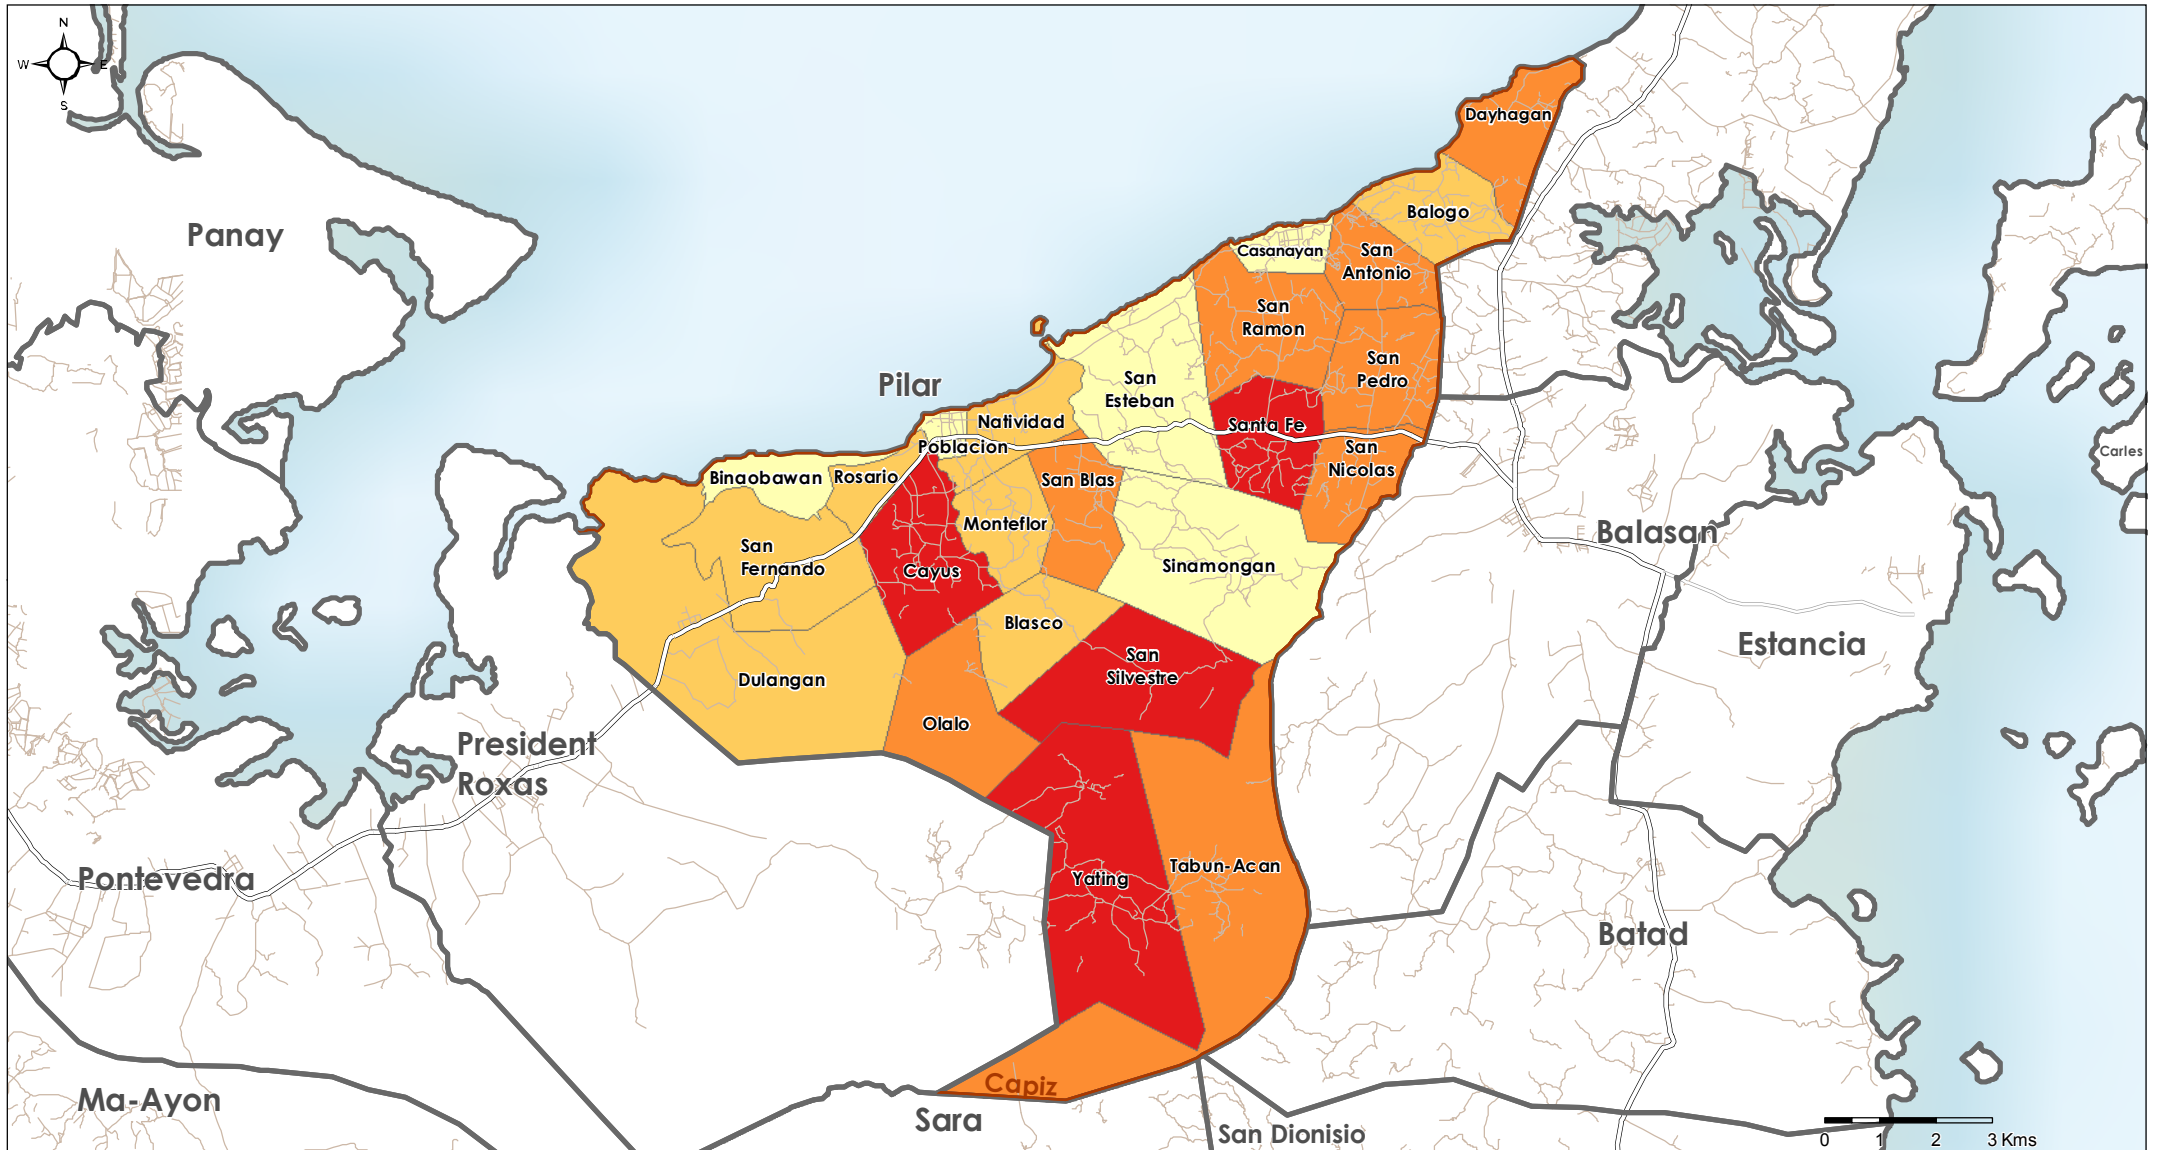 N
W E
S
Dayhagan
Panay
Balogo
Casanayan
San
Antonio
San
Ramon
San
Pedro
Pilar
San
Esteban
Natividad
Santa Fe
Poblacion
San
Nicolas
Carles
Binaobawan
Rosario
San Blas
Monteflor
Balasan
San
Fernando
Cayus
Sinamongan
Blasco
Estancia
San
Silvestre
Dulangan
Olalo
President
Roxas
Pontevedra
Yating
Tabun-Acan
Batad
Capiz
Ma-Ayon
Sara
San Dionisio
0 1 2 3 Kms